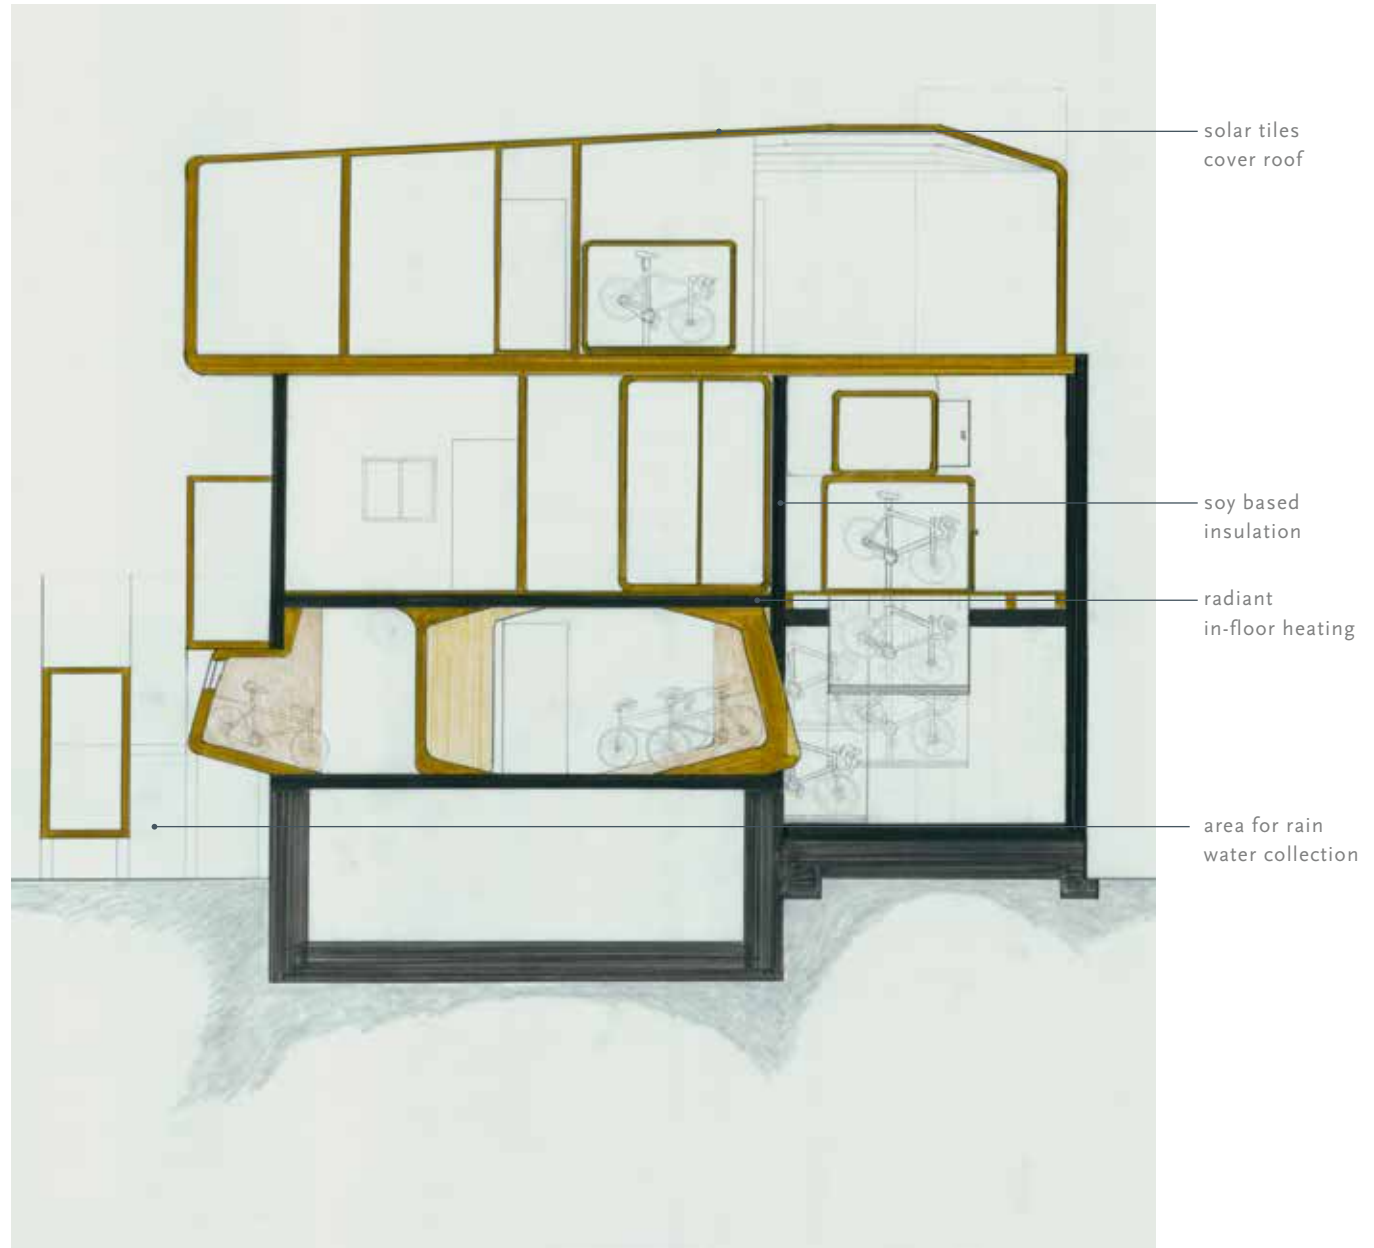 solar tiles
cover roof
soy based
insulation
radiant
in-floor heating
area for rain
water collection